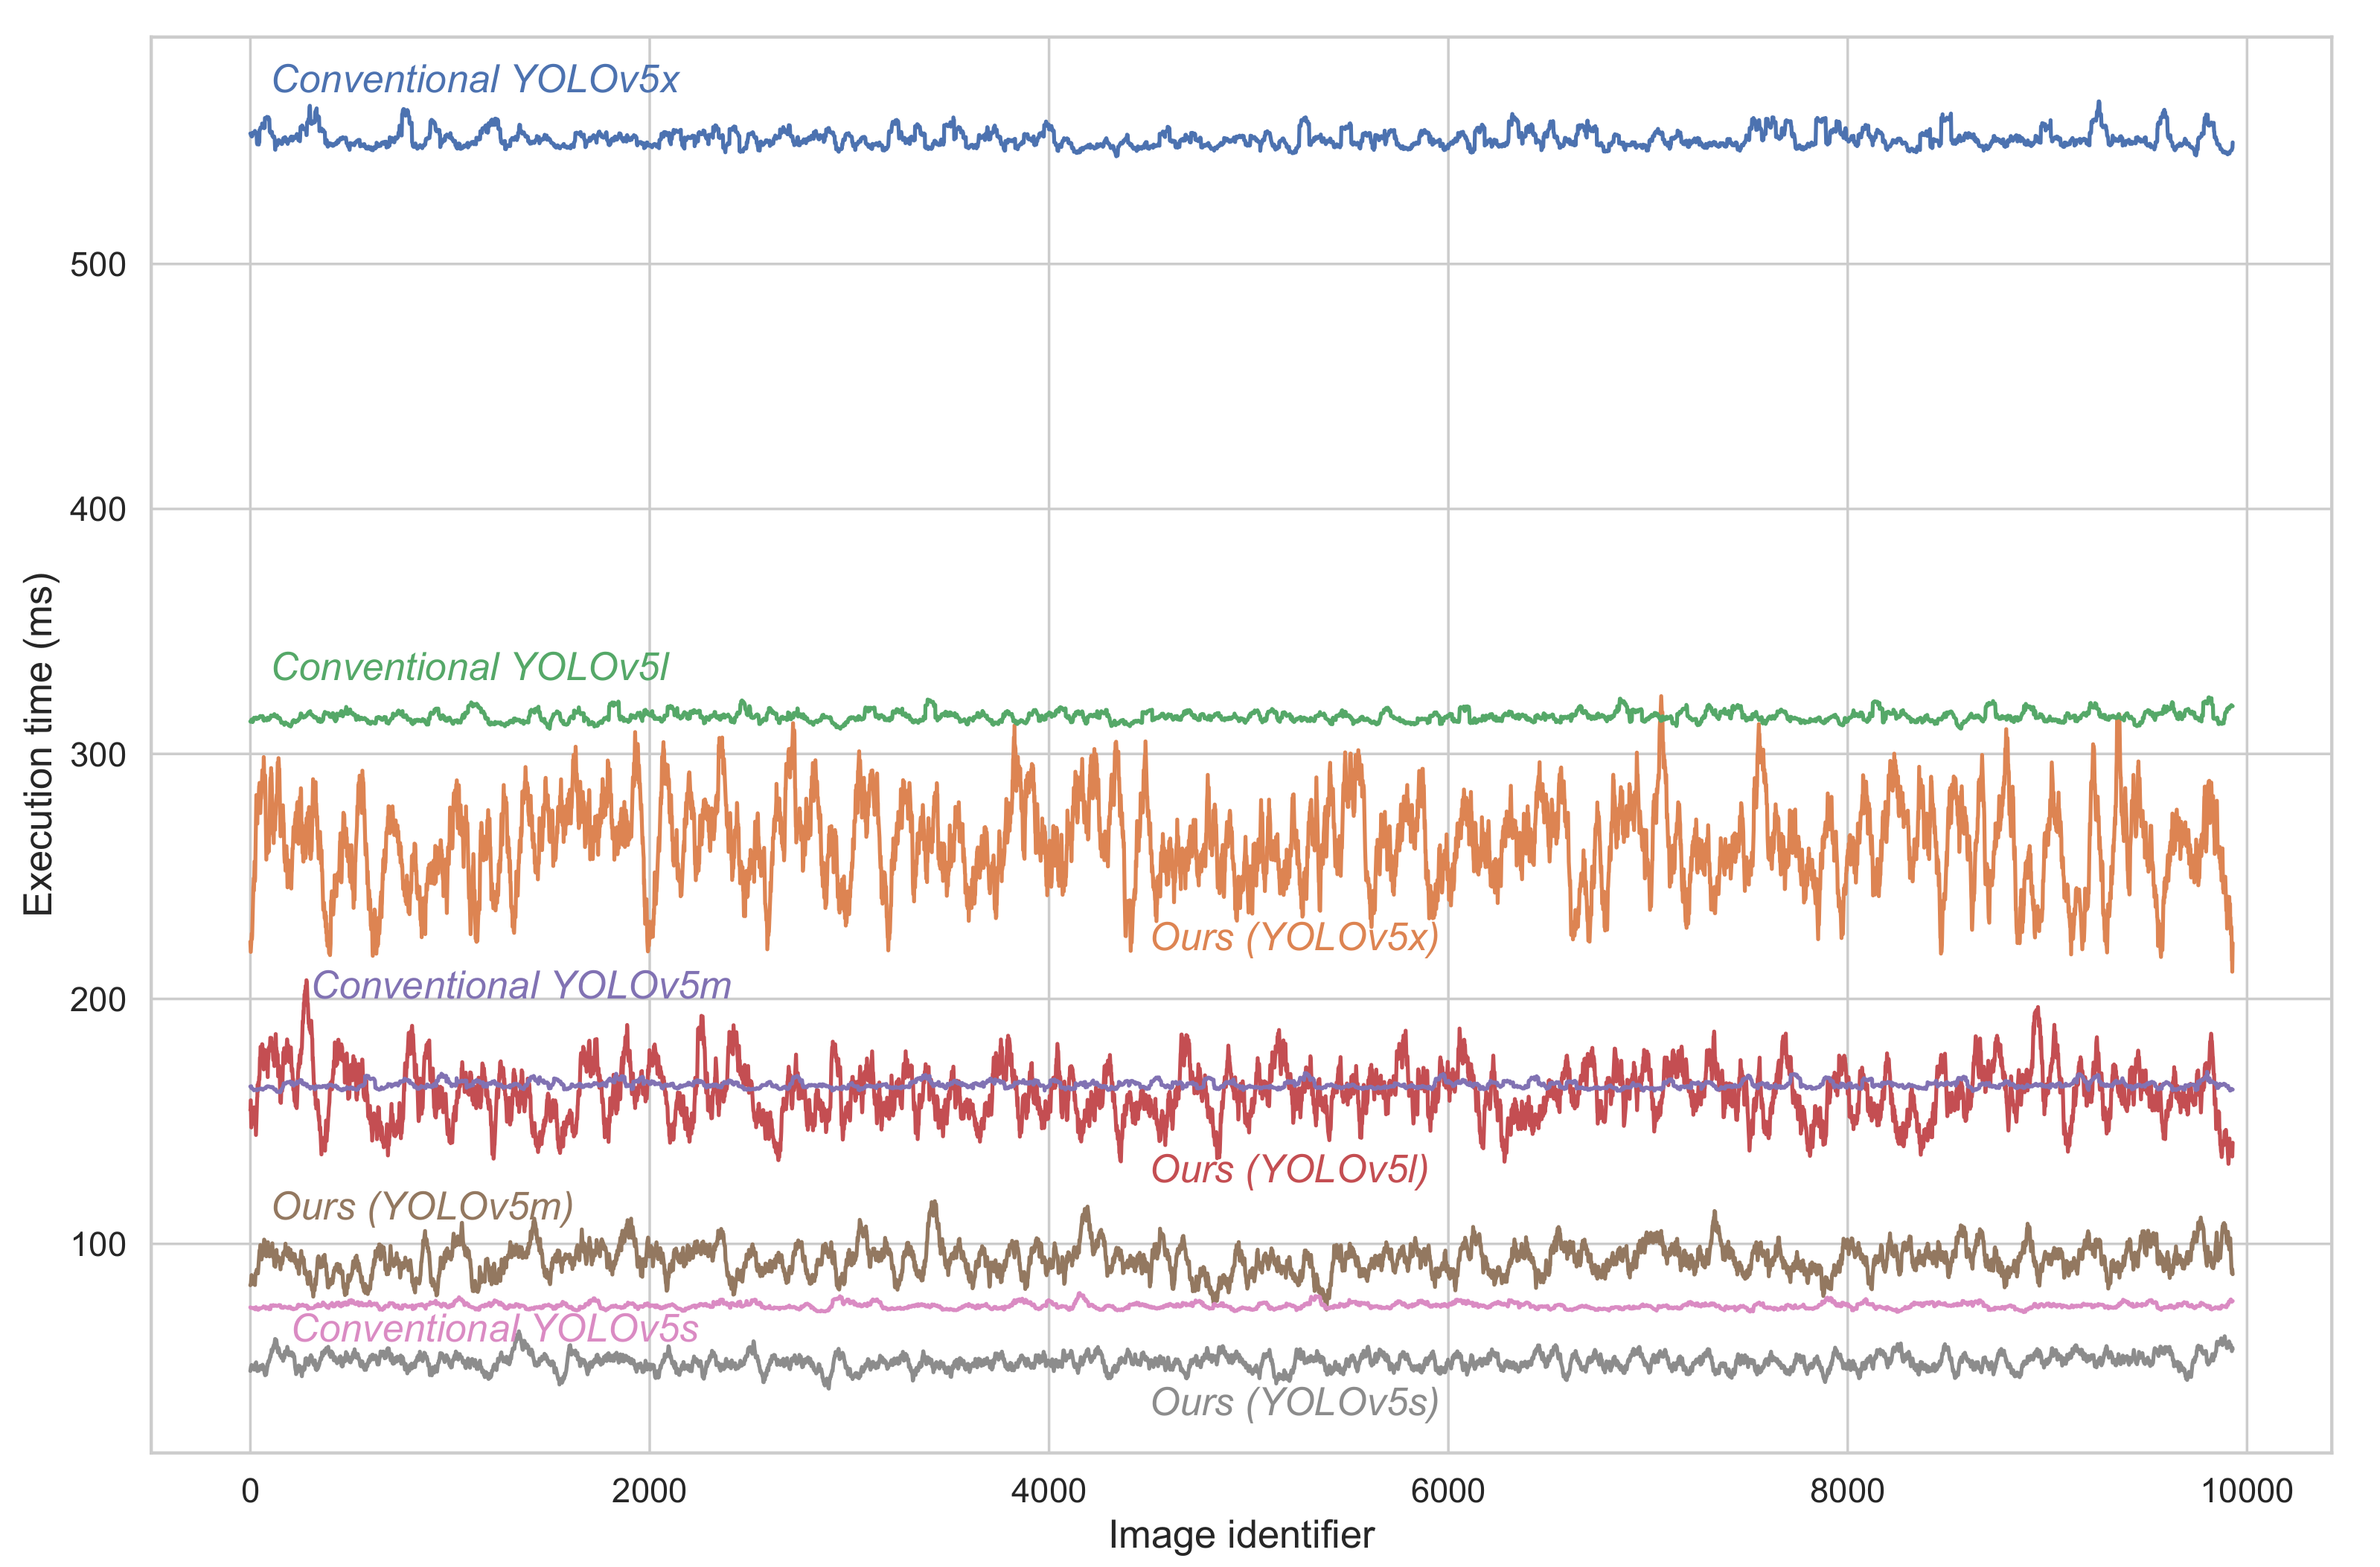 Conventional YOLOv5x
500
400
Execution time (ms)
Conventional YOLOv5l
300
Ours (YOLOv5x)
Conventional YOLOv5m
200
Ours (YOLOv5l)
Ours (YOLOv5m)
100
Conventional YOLOv5s
Ours (YOLOv5s)
0 2000 4000 6000 8000 10000
Image identifier